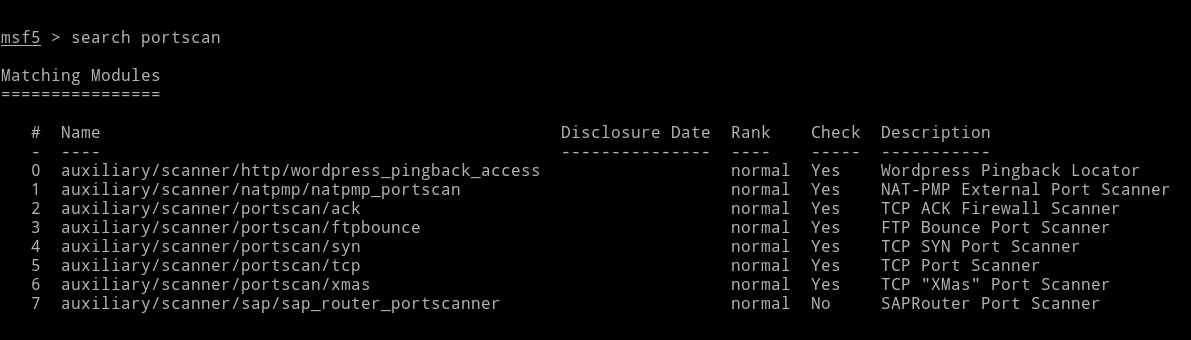 msf5 > search portscan
Matching Modules
================
   #  Name                                              Disclosure Date  Rank    Check  Description
   -  ----                                              ---------------  ----    -----  -----------
   0  auxiliary/scanner/http/wordpress_pingback_access                   normal  Yes    Wordpress Pingback Locator
   1  auxiliary/scanner/natpmp/natpmp_portscan                           normal  Yes    NAT-PMP External Port Scanner
   2  auxiliary/scanner/portscan/ack                                     normal  Yes    TCP ACK Firewall Scanner
   3  auxiliary/scanner/portscan/ftpbounce                               normal  Yes    FTP Bounce Port Scanner
   4  auxiliary/scanner/portscan/syn                                     normal  Yes    TCP SYN Port Scanner
   5  auxiliary/scanner/portscan/tcp                                     normal  Yes    TCP Port Scanner
   6  auxiliary/scanner/portscan/xmas                                    normal  Yes    TCP "XMas" Port Scanner
   7  auxiliary/scanner/sap/sap_router_portscanner                       normal  No     SAPRouter Port Scanner